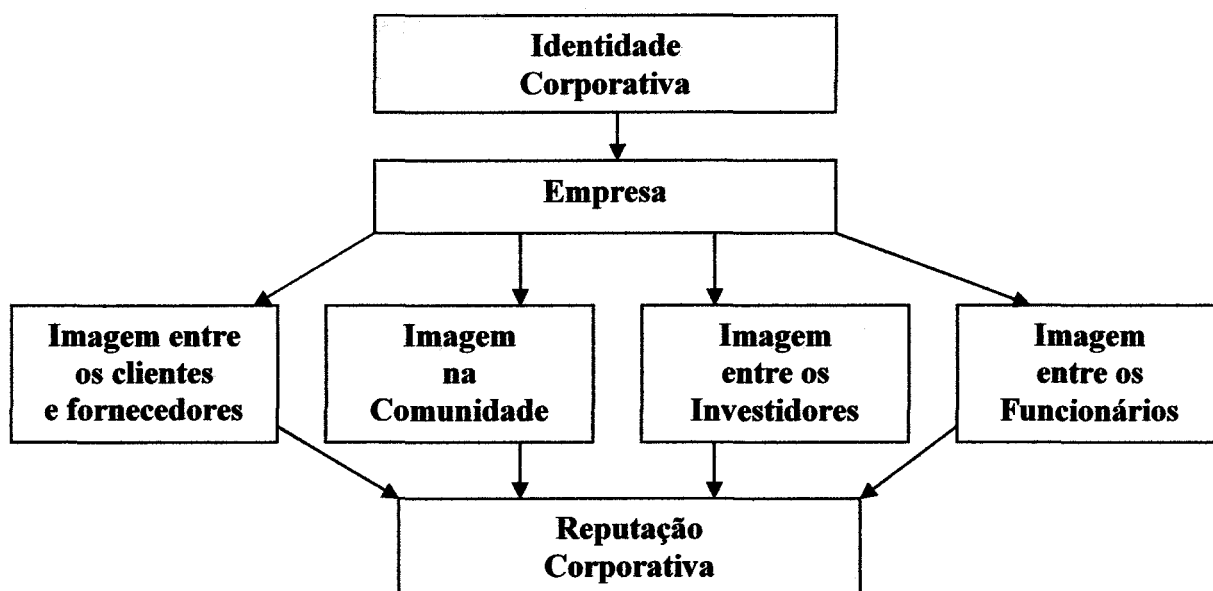 Identidade
Corporativa
Empresa
Imagem entre
os clientes
e fornecedores
Imagem
na
Comunidade
Imagem
entre os
Investidores
Imagem
entre os
Funcionários
Reputação
Corporativa